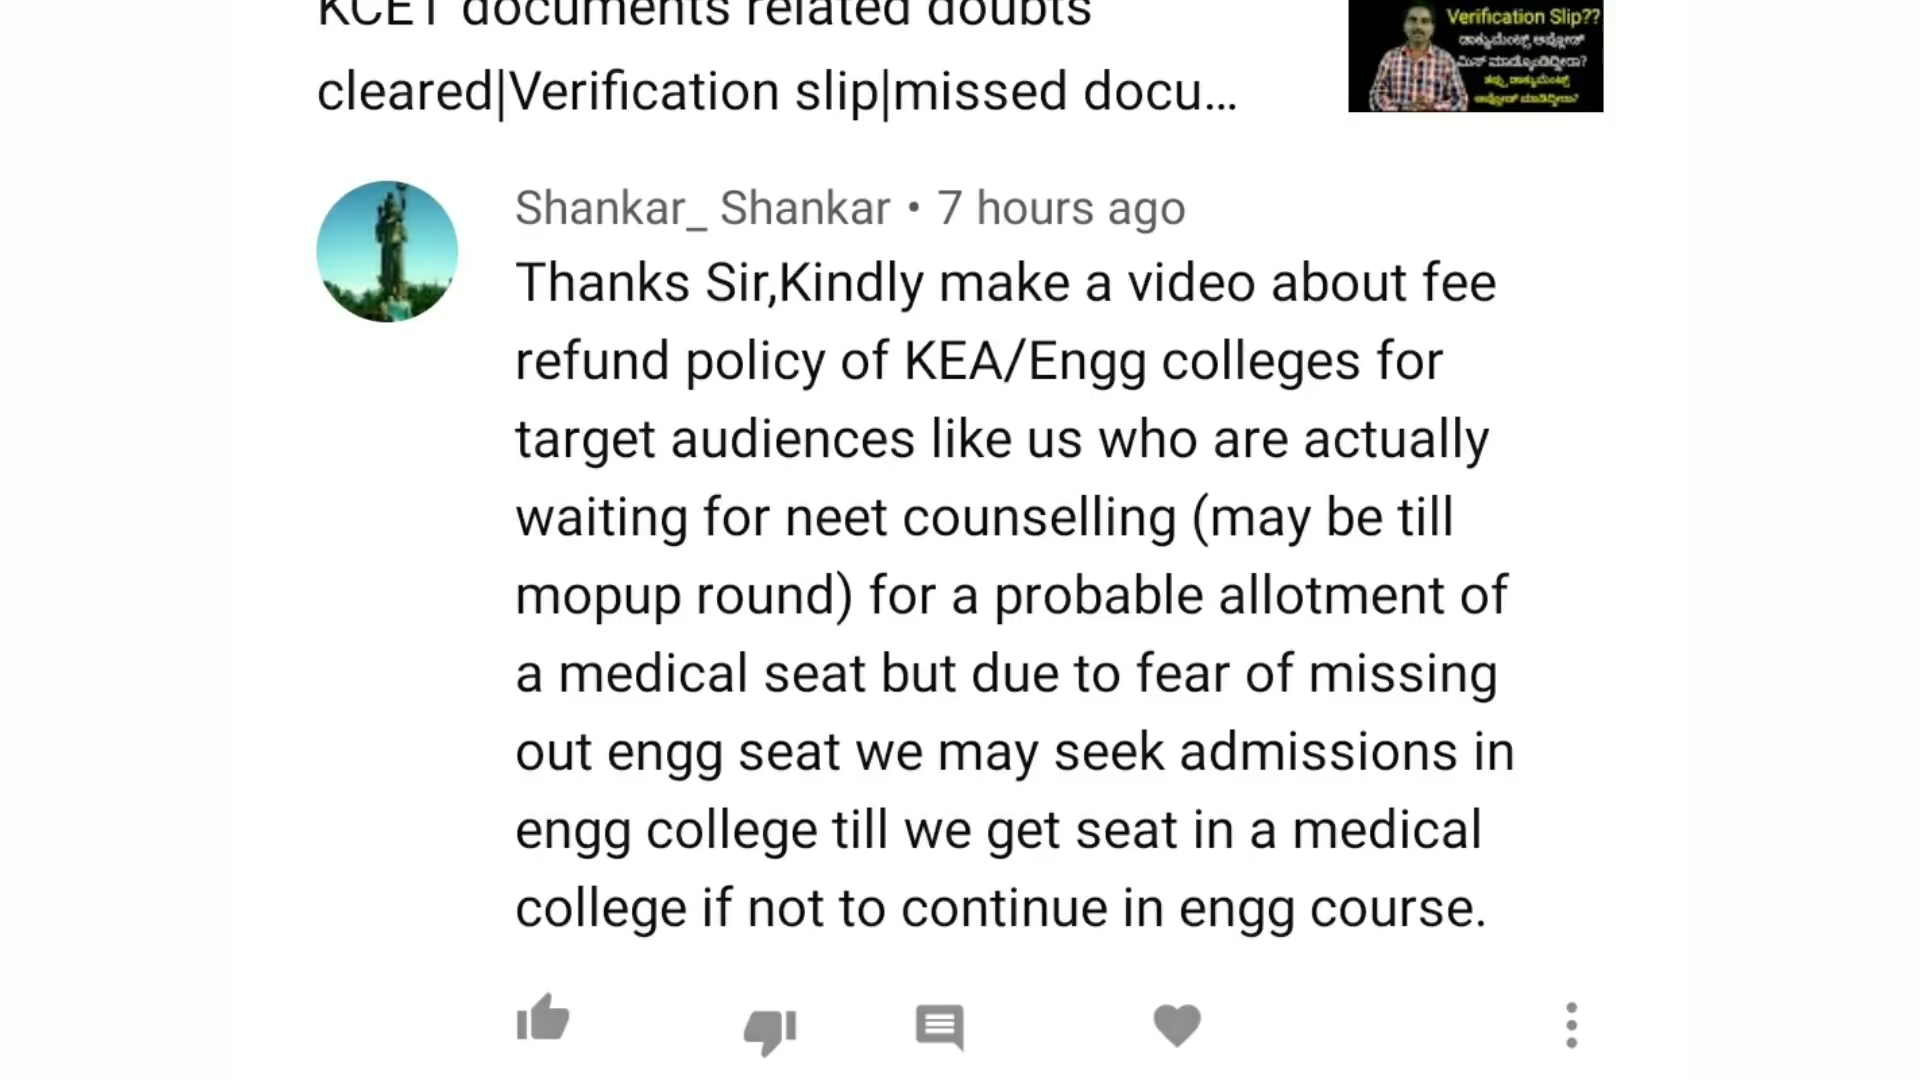 KCET documents related doubts
cleared|Verification slip|missed docu...
Verification Slip??
ಡಾಕ್ಯುಮೆಂಟ್ಸ್ ಅಪ್ಲೋಡ್
ಮಿಸ್ ಮಾಡ್ಕೊಂಡಿದ್ದೀರಾ?
ತಪ್ಪು ಡಾಕ್ಯುಮೆಂಟ್ಸ್
ಅಪ್ಲೋಡ್ ಮಾಡಿದ್ದೀರಾ?
Shankar_ Shankar • 7 hours ago
Thanks Sir,Kindly make a video about fee
refund policy of KEA/Engg colleges for
target audiences like us who are actually
waiting for neet counselling (may be till
mopup round) for a probable allotment of
a medical seat but due to fear of missing
out engg seat we may seek admissions in
engg college till we get seat in a medical
college if not to continue in engg course.